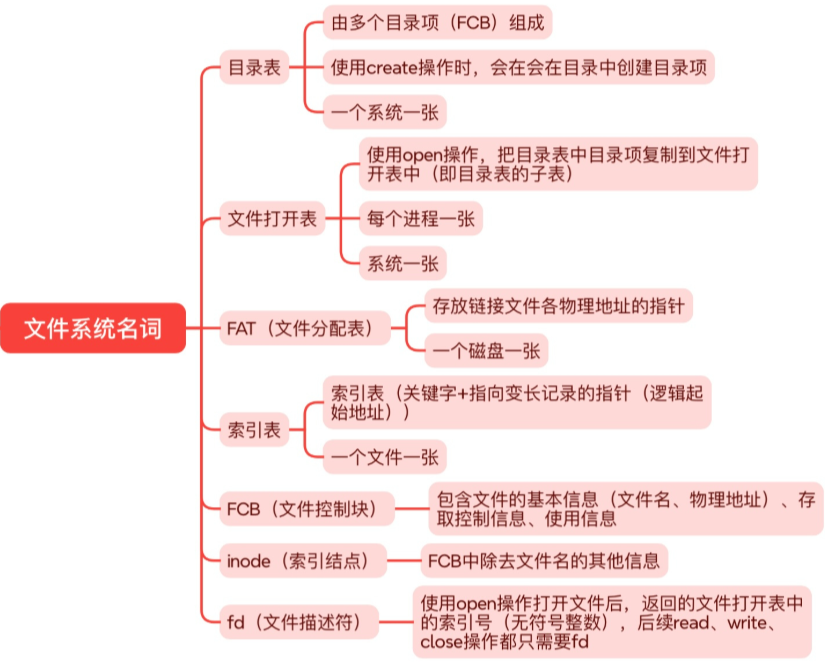 文件系统名词
目录表
由多个目录项（FCB）组成
使用create操作时，会在会在目录中创建目录项
一个系统一张
文件打开表
使用open操作，把目录表中目录项复制到文件打
开表中（即目录表的子表）
每个进程一张
系统一张
FAT（文件分配表）
存放链接文件各物理地址的指针
一个磁盘一张
索引表
索引表（关键字+指向变长记录的指针（逻辑起
始地址））
一个文件一张
FCB（文件控制块）
包含文件的基本信息（文件名、物理地址）、存
取控制信息、使用信息
inode（索引结点）
FCB中除去文件名的其他信息
fd（文件描述符）
使用open操作打开文件后，返回的文件打开表中
的索引号（无符号整数），后续read、write、
close操作都只需要fd